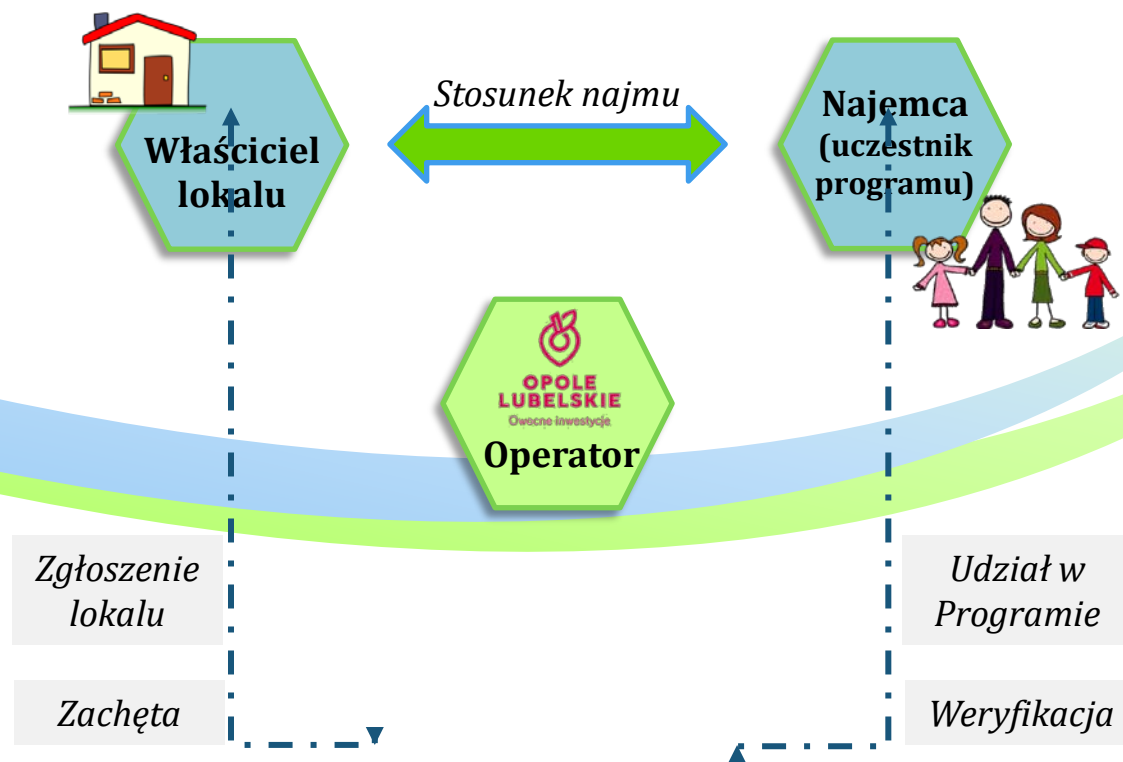 Stosunek najmu
Właściciel
lokalu
Najemca
(uczestnik
programu)
OPOLE
LUBELSKIE
Owocne inwestycje
Operator
Zgłoszenie
lokalu
Udział w
Programie
Zachęta
Weryfikacja